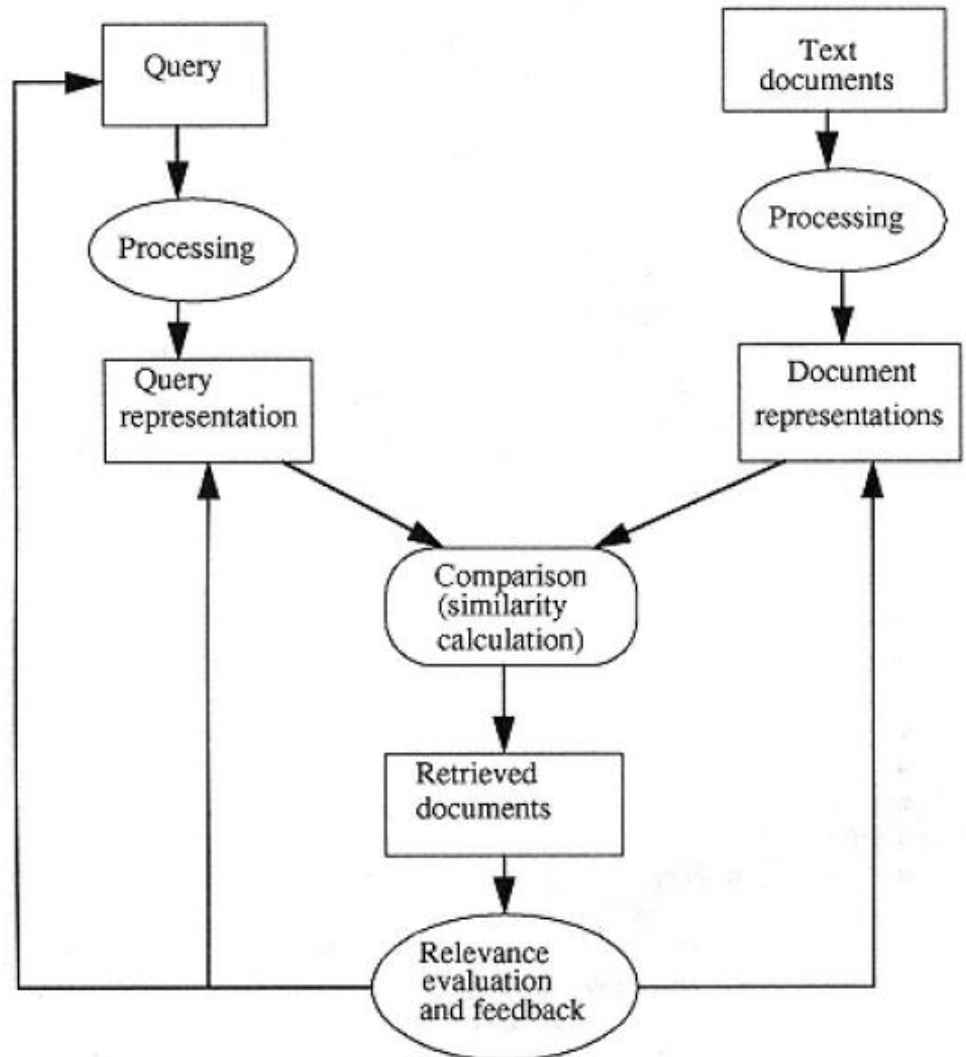 Query
Text
documents
Processing
Processing
Query
representation
Document
representations
Comparison
(similarity
calculation)
Retrieved
documents
Relevance
evaluation
and feedback